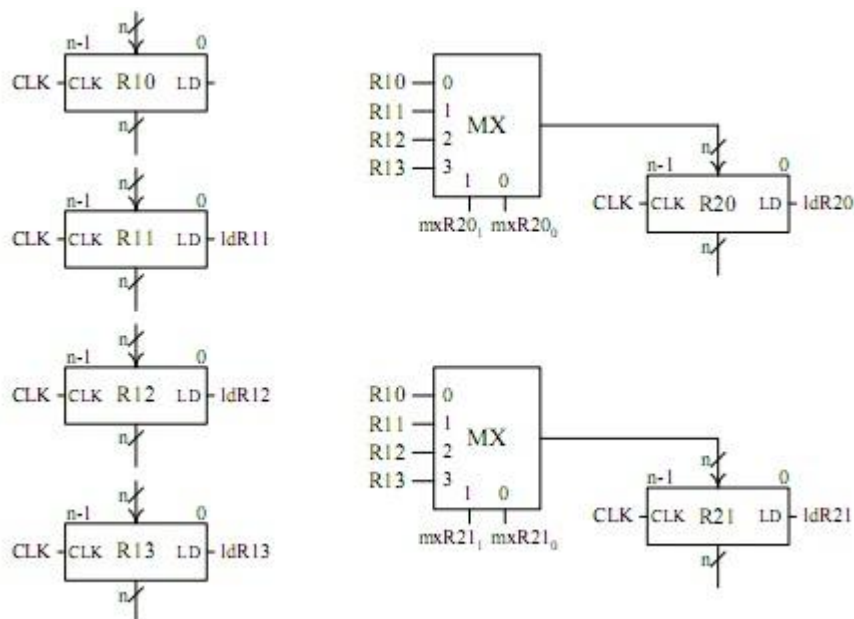 n
n-1 0
CLK CLK R10 LD
n
n
n-1 0
CLK CLK R11 LD ldR11
n
n
n-1 0
CLK CLK R12 LD ldR12
n
n
n-1 0
CLK CLK R13 LD ldR13
n
R10 0
R11 1
MX
R12 2
R13 3
1 0
mxR20₁ mxR20₀
n
n-1 0
CLK CLK R20 LD ldR20
n
R10 0
R11 1
MX
R12 2
R13 3
1 0
mxR21₁ mxR21₀
n
n-1 0
CLK CLK R21 LD ldR21
n